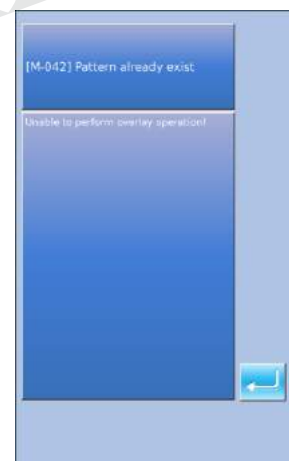 [M-042] Pattern already exist
Unable to perform overlay operation!